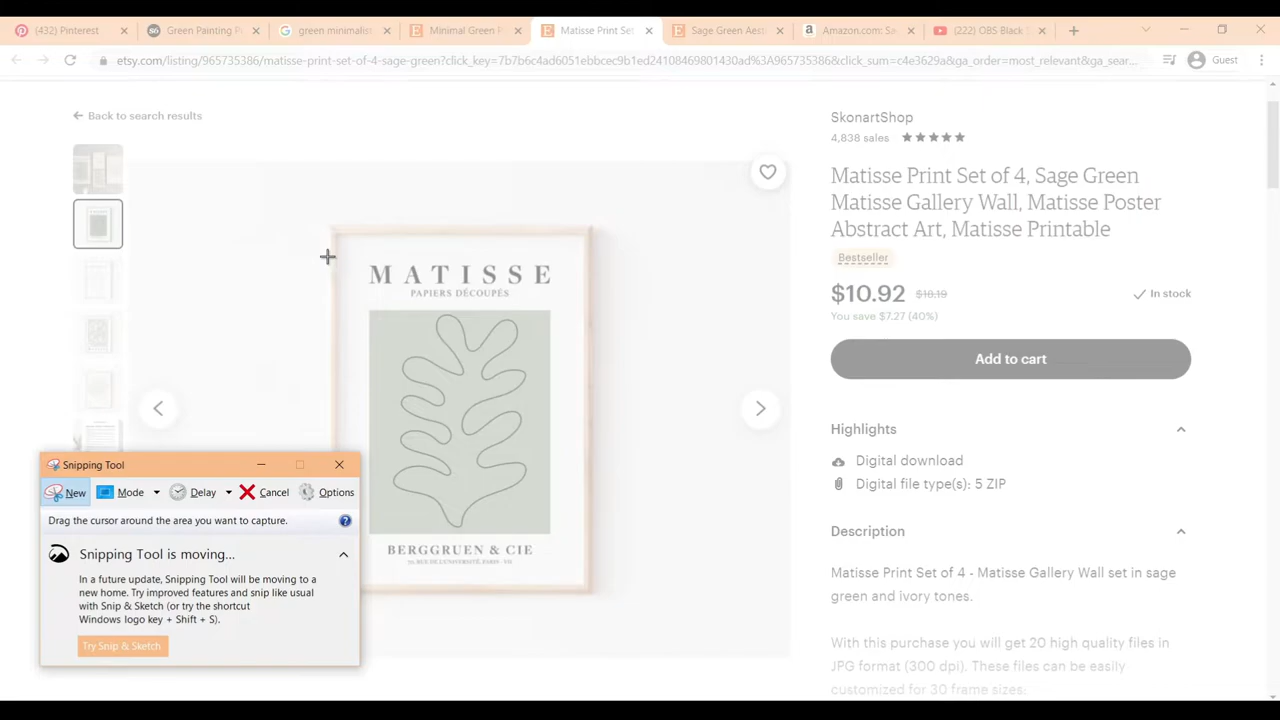 (432) Pinterest
Green Painting P
green minimalist
Minimal Green P
Matisse Print Set
Sage Green Aest
Amazon.com: Sa
(222) OBS Black S
etsy.com/listing/965735386/matisse-print-set-of-4-sage-green?click_key=7b7b6c4ad6051ebbcec9b1ed2410846980143ad%3A965735386&click_sum=c4e3629a&ga_order=most_relevant&ga_sear...
Guest
Back to search results
SkonartShop
4,838 sales
Matisse Print Set of 4, Sage Green
Matisse Gallery Wall, Matisse Poster
Abstract Art, Matisse Printable
Bestseller
$10.92 $18.19
In stock
You save $7.27 (40%)
Add to cart
Highlights
Digital download
Digital file type(s): 5 ZIP
Description
Matisse Print Set of 4 - Matisse Gallery Wall set in sage
green and ivory tones.
With this purchase you will get 20 high quality files in
JPG format (300 dpi). These files can be easily
customized for 30 frame sizes:
MATISSE
PAPIERS DÉCOUPÉS
BERGGRUEN & CIE
70, RUE DE L'UNIVERSITÉ, PARIS - VII
Snipping Tool
New
Mode
Delay
Cancel
Options
Drag the cursor around the area you want to capture.
Snipping Tool is moving...
In a future update, Snipping Tool will be moving to a
new home. Try improved features and snip like usual
with Snip & Sketch (or try the shortcut
Windows logo key + Shift + S).
Try Snip & Sketch